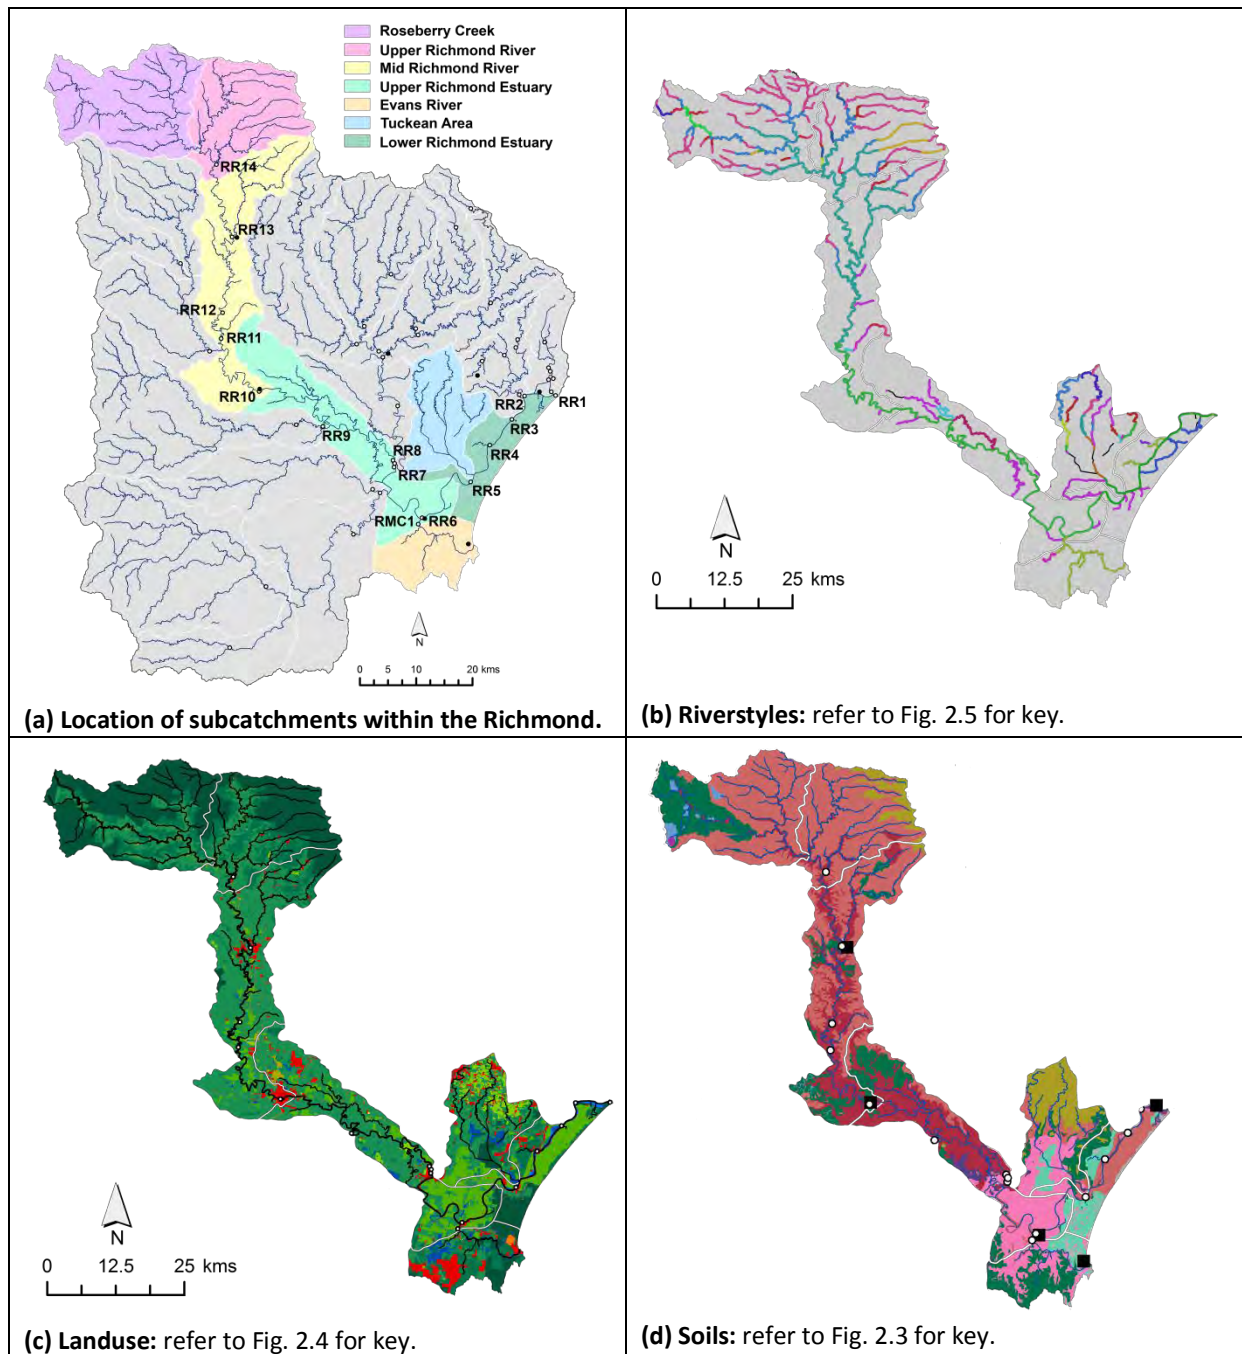 Roseberry Creek
Upper Richmond River
Mid Richmond River
Upper Richmond Estuary
Evans River
Tuckean Area
Lower Richmond Estuary
RR14
RR13
RR12
RR11
RR10
RR9
RR8
RR7
RR2
RR1
RR3
RR4
RR5
RMC1
RR6
N
0 5 10 20 kms
(a) Location of subcatchments within the Richmond.
N
0 12.5 25 kms
(b) Riverstyles: refer to Fig. 2.5 for key.
N
0 12.5 25 kms
(c) Landuse: refer to Fig. 2.4 for key.
(d) Soils: refer to Fig. 2.3 for key.